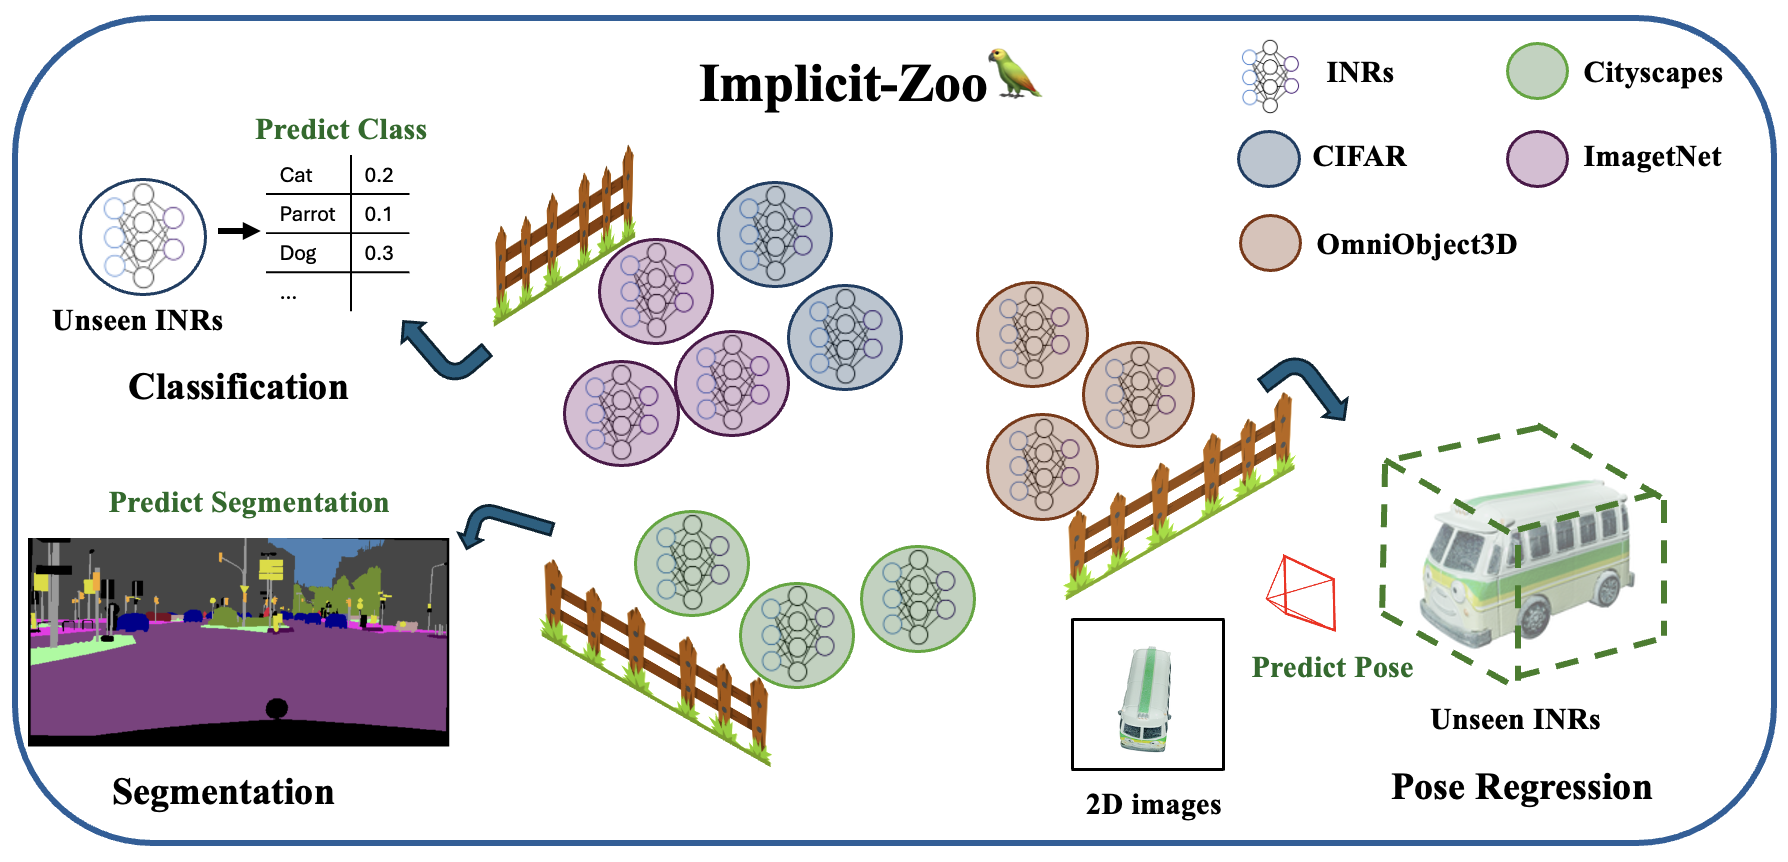 Implicit-Zoo
INRs
Cityscapes
CIFAR
ImagetNet
OmniObject3D
Predict Class
Cat 0.2
Parrot 0.1
Dog 0.3
...
Unseen INRs
Classification
Predict Segmentation
Segmentation
Predict Pose
Unseen INRs
2D images
Pose Regression